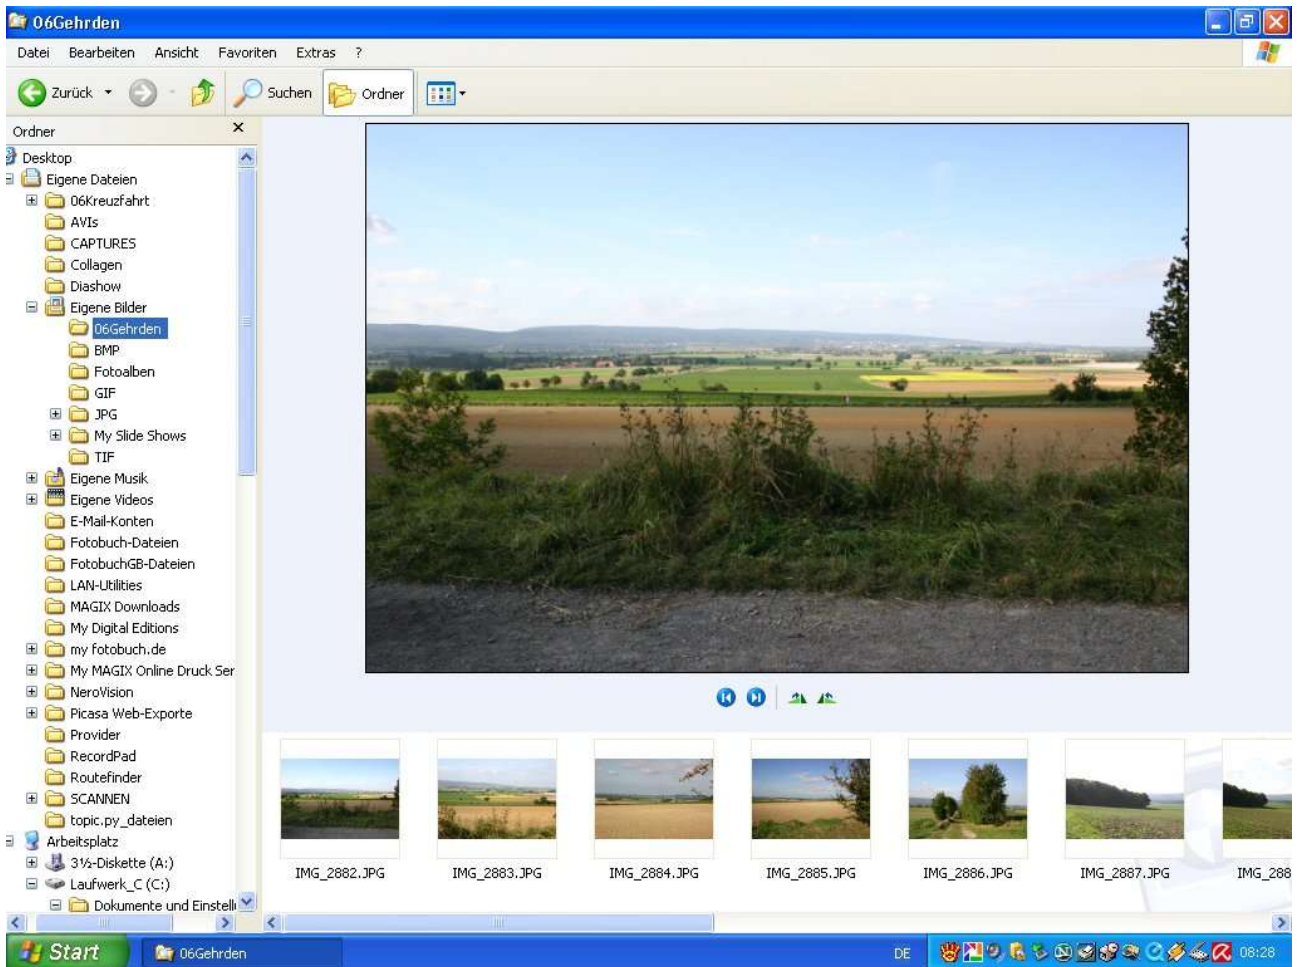 06Gehrden
Datei Bearbeiten Ansicht Favoriten Extras ?
Zurück Suchen Ordner
Ordner
Desktop
Eigene Dateien
06Kreuzfahrt
AVIs
CAPTURES
Collagen
Diashow
Eigene Bilder
06Gehrden
BMP
Fotoalben
GIF
JPG
My Slide Shows
TIF
Eigene Musik
Eigene Videos
E-Mail-Konten
Fotobuch-Dateien
FotobuchGB-Dateien
LAN-Utilities
MAGIX Downloads
My Digital Editions
my fotobuch.de
My MAGIX Online Druck Ser
NeroVision
Picasa Web-Exporte
Provider
RecordPad
Routefinder
SCANNEN
topic.py_dateien
Arbeitsplatz
3½-Diskette (A:)
Laufwerk_C (C:)
Dokumente und Einstell
IMG_2882.JPG IMG_2883.JPG IMG_2884.JPG IMG_2885.JPG IMG_2886.JPG IMG_2887.JPG IMG_288
Start 06Gehrden DE 08:28